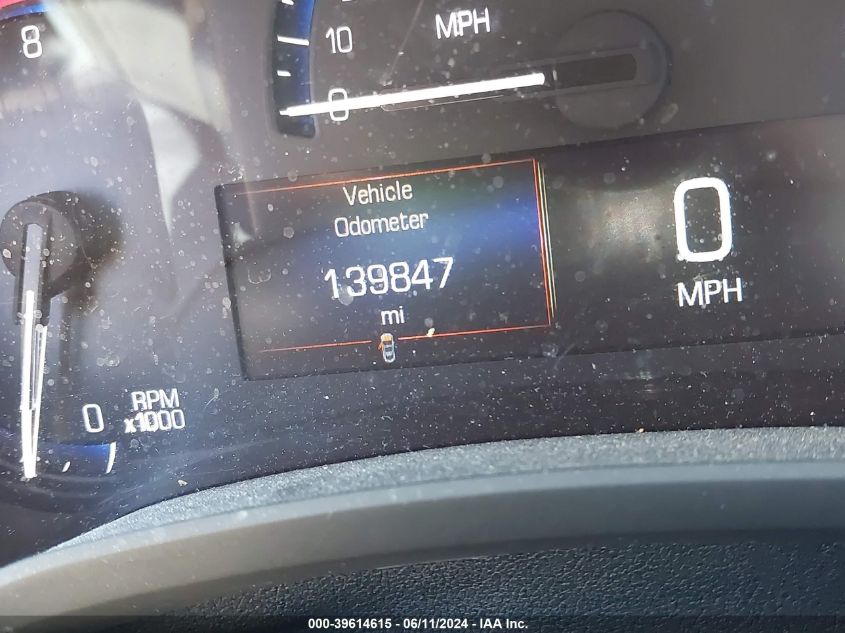 8
10
MPH
0
Vehicle
Odometer
139847
mi
0
MPH
0
RPM
x1000
000-39614615 - 06/11/2024 - IAA Inc.